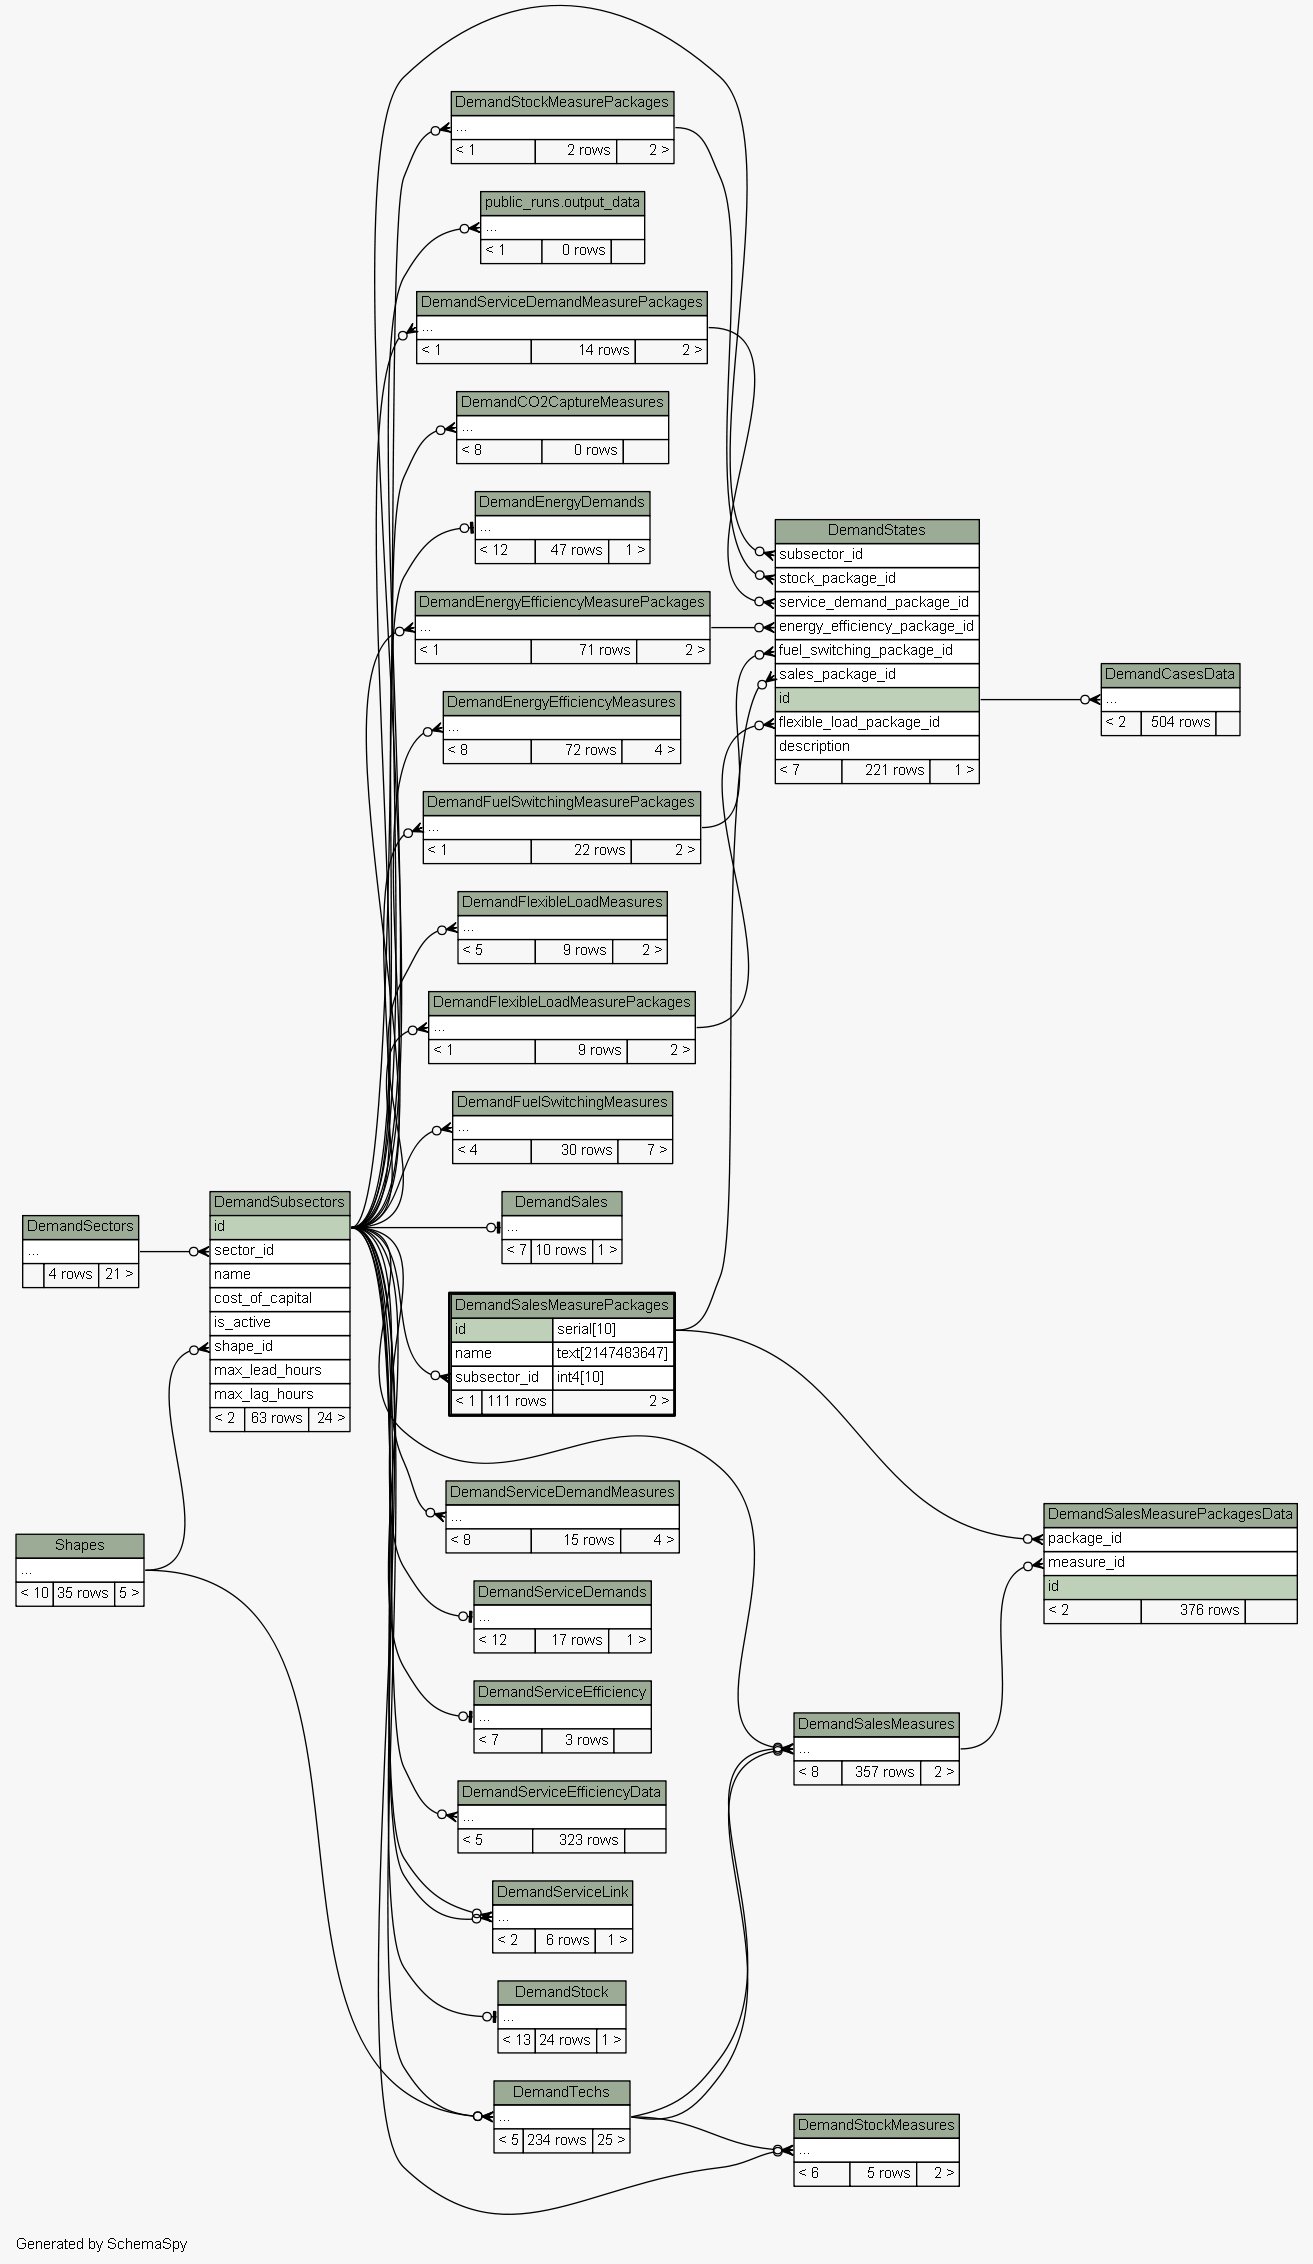 DemandStockMeasurePackages
...
< 1 2 rows 2 >
public_runs.output_data
...
< 1 0 rows
DemandServiceDemandMeasurePackages
...
< 1 14 rows 2 >
DemandCO2CaptureMeasures
...
< 8 0 rows
DemandEnergyDemands
...
< 12 47 rows 1 >
DemandEnergyEfficiencyMeasurePackages
...
< 1 71 rows 2 >
DemandEnergyEfficiencyMeasures
...
< 8 72 rows 4 >
DemandFuelSwitchingMeasurePackages
...
< 1 22 rows 2 >
DemandFlexibleLoadMeasures
...
< 5 9 rows 2 >
DemandFlexibleLoadMeasurePackages
...
< 1 9 rows 2 >
DemandFuelSwitchingMeasures
...
< 4 30 rows 7 >
DemandStates
subsector_id
stock_package_id
service_demand_package_id
energy_efficiency_package_id
fuel_switching_package_id
sales_package_id
id
flexible_load_package_id
description
< 7 221 rows 1 >
DemandCasesData
...
< 2 504 rows
DemandSectors
...
4 rows 21 >
DemandSubsectors
id
sector_id
name
cost_of_capital
is_active
shape_id
max_lead_hours
max_lag_hours
< 2 63 rows 24 >
DemandSales
...
< 7 10 rows 1 >
DemandSalesMeasurePackages
id serial[10]
name text[2147483647]
subsector_id int4[10]
< 1 111 rows 2 >
Shapes
...
< 10 35 rows 5 >
DemandServiceDemandMeasures
...
< 8 15 rows 4 >
DemandSalesMeasurePackagesData
package_id
measure_id
id
< 2 376 rows
DemandServiceDemands
...
< 12 17 rows 1 >
DemandServiceEfficiency
...
< 7 3 rows
DemandSalesMeasures
...
< 8 357 rows 2 >
DemandServiceEfficiencyData
...
< 5 323 rows
DemandServiceLink
...
< 2 6 rows 1 >
DemandStock
...
< 13 24 rows 1 >
DemandTechs
...
< 5 234 rows 25 >
DemandStockMeasures
...
< 6 5 rows 2 >
Generated by SchemaSpy